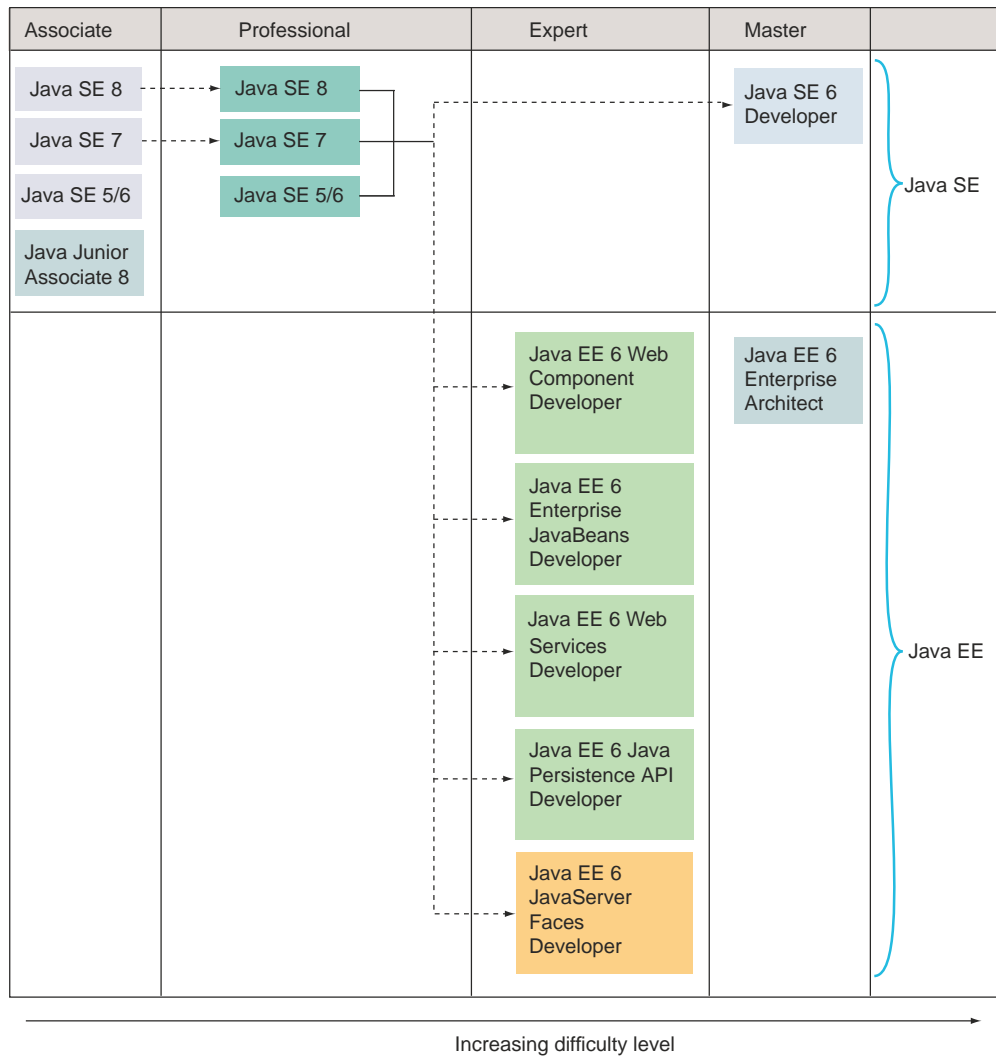 Associate
Professional
Expert
Master
Java SE 8
Java SE 8
Java SE 6
Developer
Java SE 7
Java SE 7
Java SE 5/6
Java SE 5/6
Java SE
Java Junior
Associate 8
Java EE 6 Web
Component
Developer
Java EE 6
Enterprise
Architect
Java EE 6
Enterprise
JavaBeans
Developer
Java EE 6 Web
Services
Developer
Java EE
Java EE 6 Java
Persistence API
Developer
Java EE 6
JavaServer
Faces
Developer
Increasing difficulty level